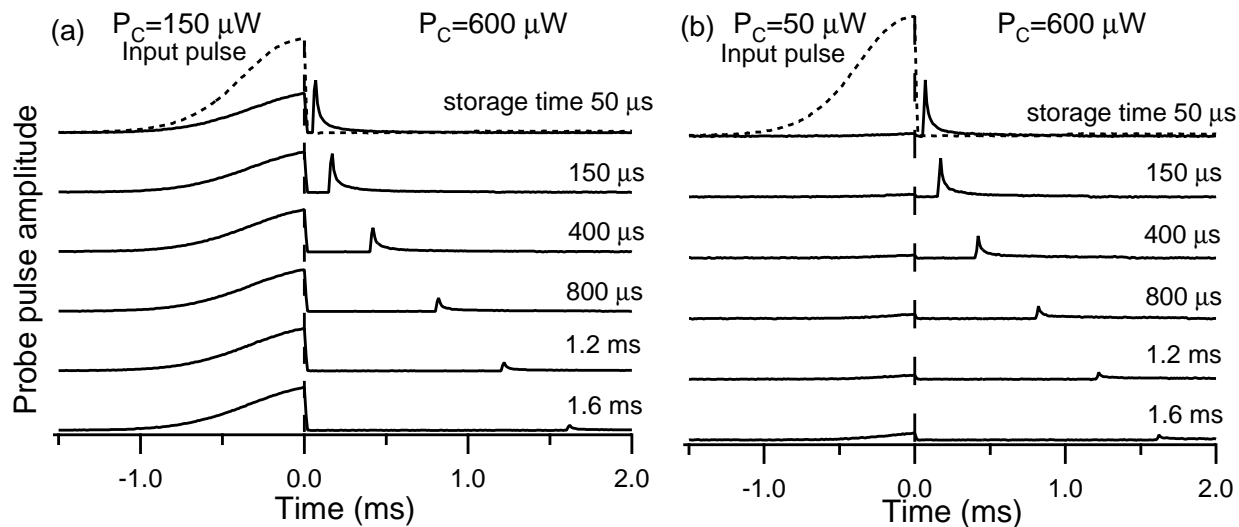 (a) P_C=150 μW P_C=600 μW
Input pulse
storage time 50 μs
150 μs
400 μs
800 μs
1.2 ms
1.6 ms
Probe pulse amplitude
-1.0 0.0 1.0 2.0
Time (ms)
(b) P_C=50 μW P_C=600 μW
Input pulse
storage time 50 μs
150 μs
400 μs
800 μs
1.2 ms
1.6 ms
-1.0 0.0 1.0 2.0
Time (ms)